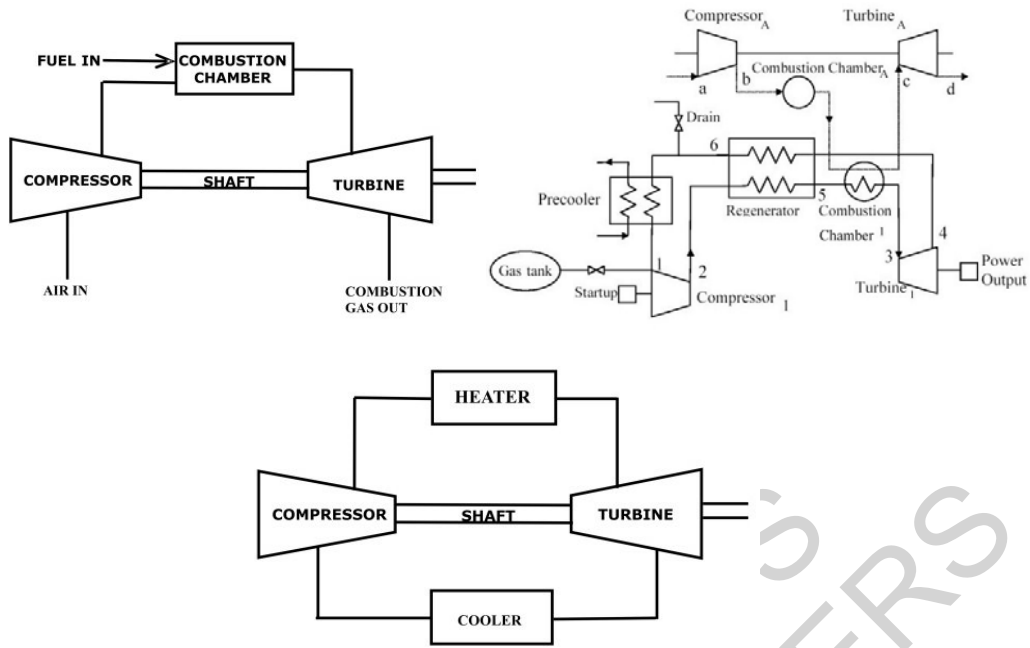 FUEL IN
COMBUSTION
CHAMBER
COMPRESSOR
SHAFT
TURBINE
AIR IN
COMBUSTION
GAS OUT
Compressor A
Turbine A
a
b
Combustion Chamber A
c
d
Drain
6
Precooler
Regenerator
5
Combustion
Chamber 1
4
Gas tank
1
2
3
Power
Output
Startup
Compressor 1
Turbine 1
HEATER
COMPRESSOR
SHAFT
TURBINE
COOLER
S
ERS